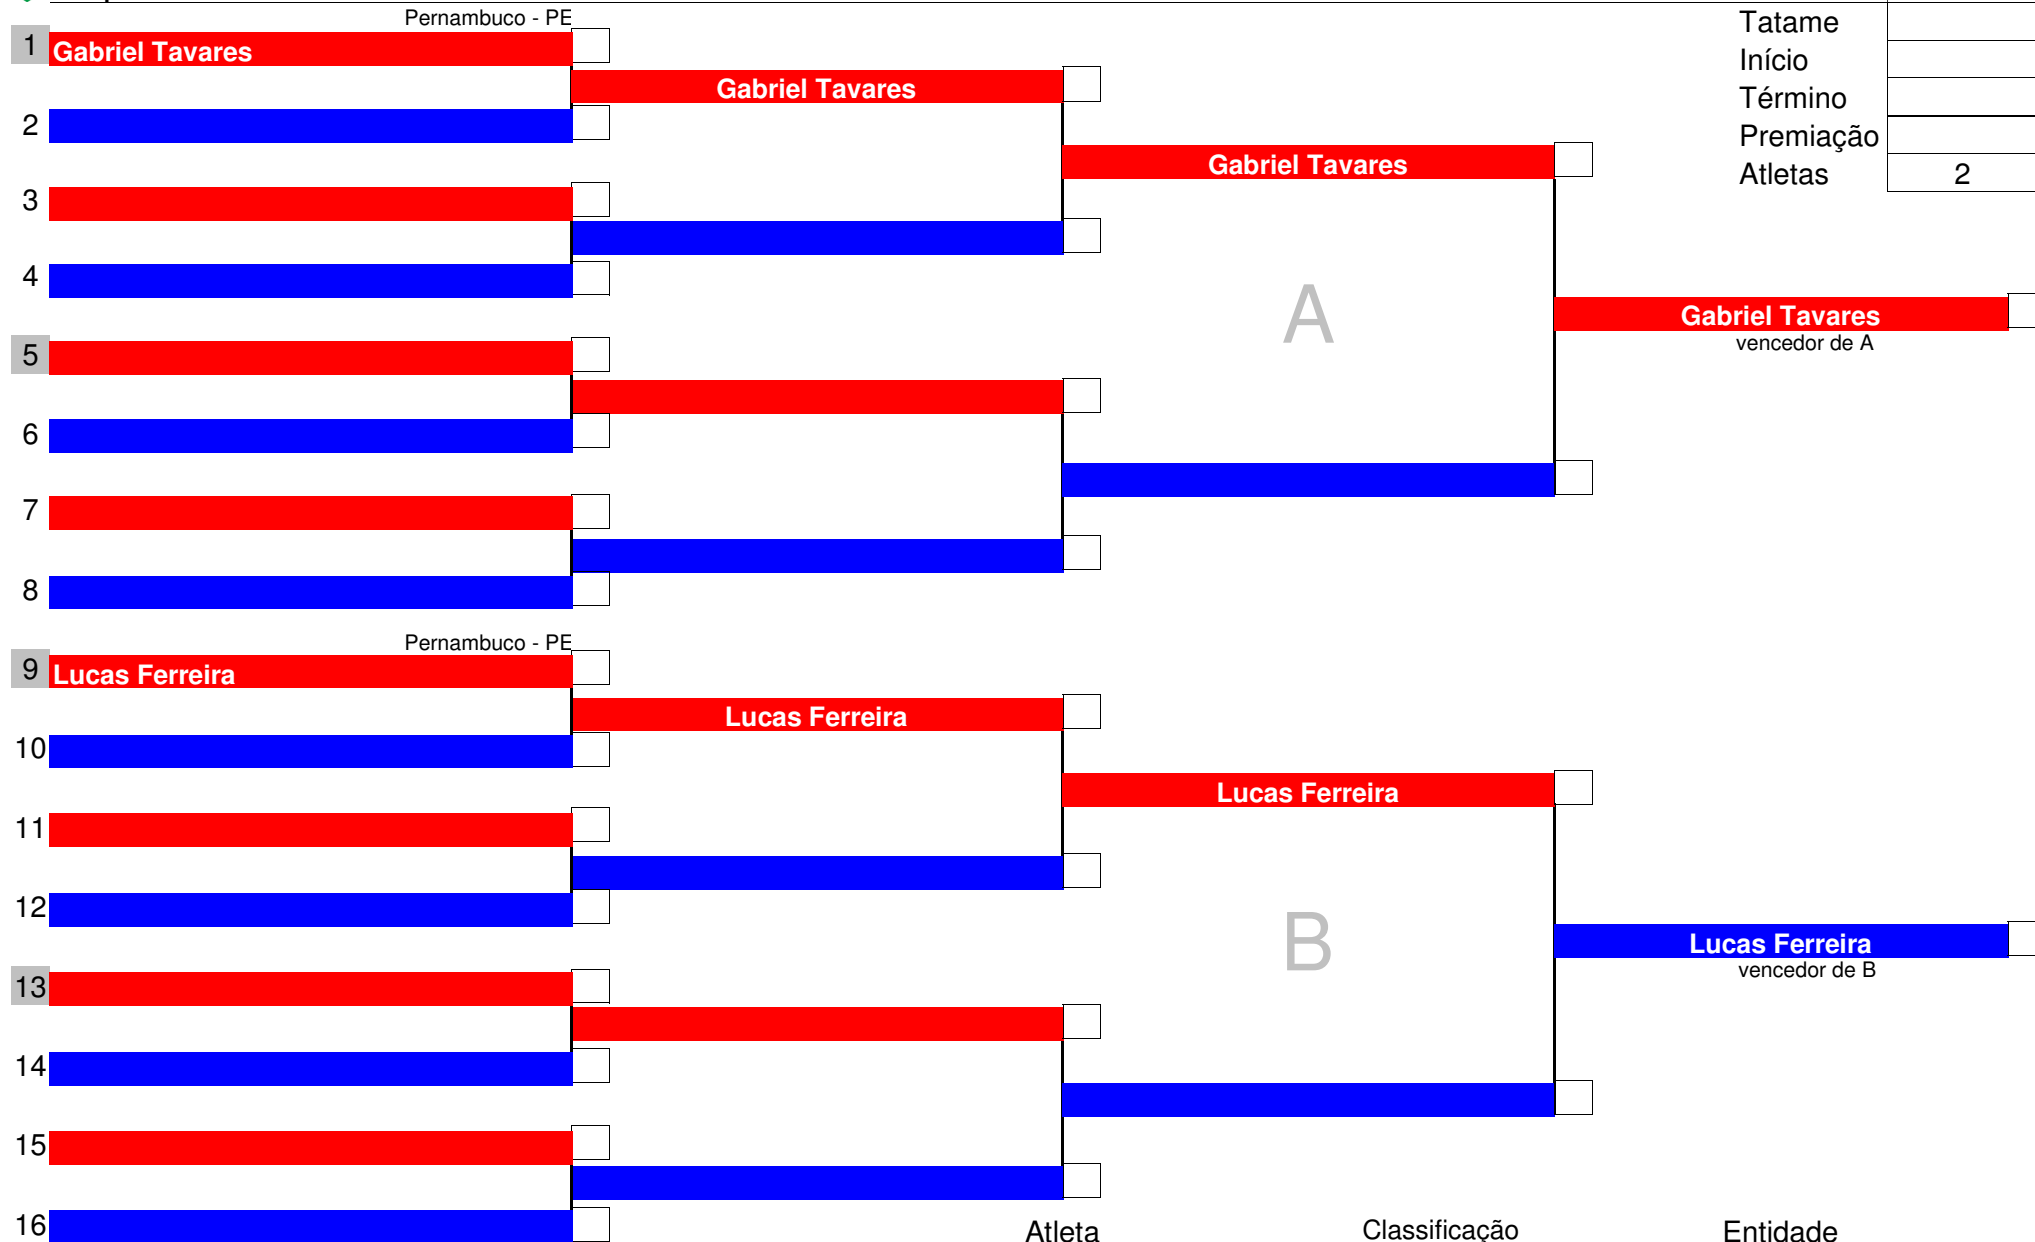 Pernambuco - PE
1 Gabriel Tavares
Gabriel Tavares
2
Gabriel Tavares
3
4
Gabriel Tavares
vencedor de A
A
5
6
7
8
Pernambuco - PE
9 Lucas Ferreira
Lucas Ferreira
10
Lucas Ferreira
11
12
Lucas Ferreira
vencedor de B
B
13
14
15
16
Tatame
Início
Término
Premiação
Atletas 2
Atleta Classificação Entidade